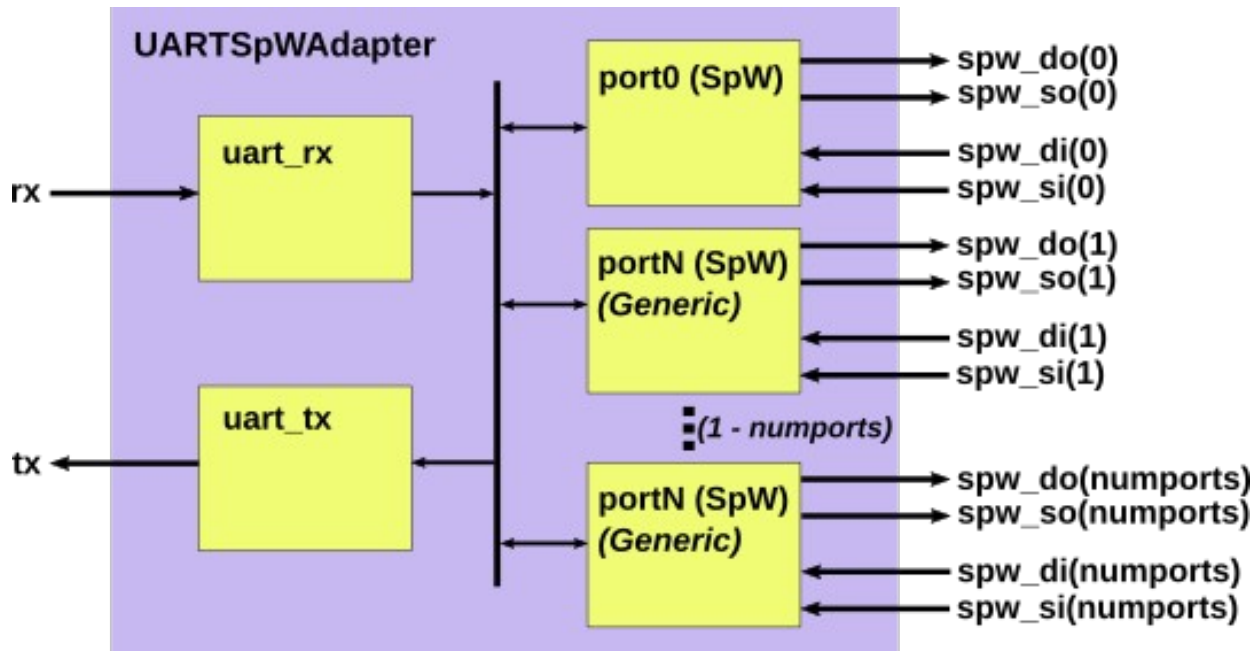 UARTSpWAdapter
rx
uart_rx
tx
uart_tx
port0 (SpW)
spw_do(0)
spw_so(0)
spw_di(0)
spw_si(0)
portN (SpW)
(Generic)
spw_do(1)
spw_so(1)
spw_di(1)
spw_si(1)
(1 - numports)
portN (SpW)
(Generic)
spw_do(numports)
spw_so(numports)
spw_di(numports)
spw_si(numports)